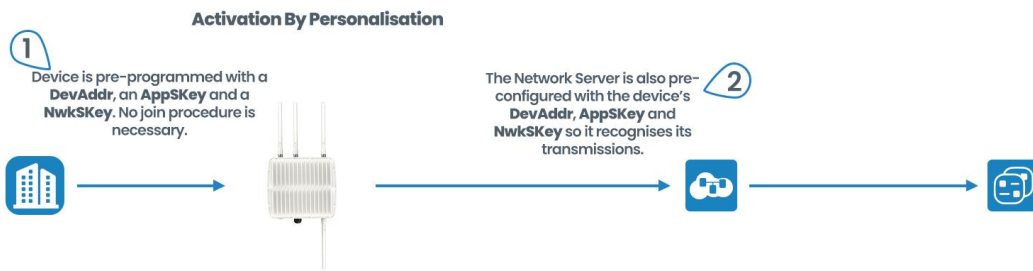 Activation By Personalisation
1
Device is pre-programmed with a
DevAddr, an AppSKey and a
NwkSKey. No join procedure is
necessary.
The Network Server is also pre-
configured with the device's
DevAddr, AppSKey and
NwkSKey so it recognises its
transmissions.
2